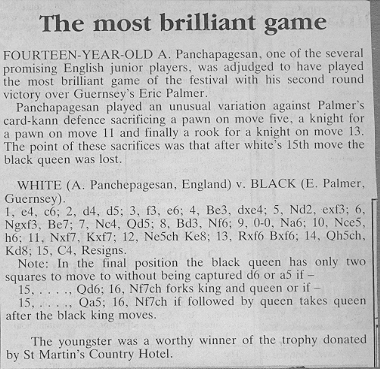 The most brilliant game
FOURTEEN-YEAR-OLD A. Panchapagesan, one of the several
promising English junior players, was adjudged to have played
the most brilliant game of the festival with his second round
victory over Guernsey's Eric Palmer.
Panchapagesan played an unusual variation against Palmer's
card-kann defence sacrificing a pawn on move five, a knight for
a pawn on move 11 and finally a rook for a knight on move 13.
The point of these sacrifices was that after white's 15th move the
black queen was lost.
WHITE (A. Panchepagesan, England) v. BLACK (E. Palmer,
Guernsey).
1, e4, c6; 2, d4, d5; 3, f3, e6; 4, Be3, dxe4; 5, Nd2, exf3; 6,
Ngxf3, Be7; 7, Nc4, Qd5; 8, Bd3, Nf6; 9, 0-0, Na6; 10, Nce5,
h6; 11, Nxf7, Kxf7; 12, Ne5ch Ke8; 13, Rxf6 Bxf6; 14, Qh5ch,
Kd8; 15, C4, Resigns.
Note: In the final position the black queen has only two
squares to move to without being captured d6 or a5 if –
15, . . . ., Qd6; 16, Nf7ch forks king and queen or if –
15, . . . ., Qa5; 16, Nf7ch if followed by queen takes queen
after the black king moves.
The youngster was a worthy winner of the trophy donated
by St Martin's Country Hotel.